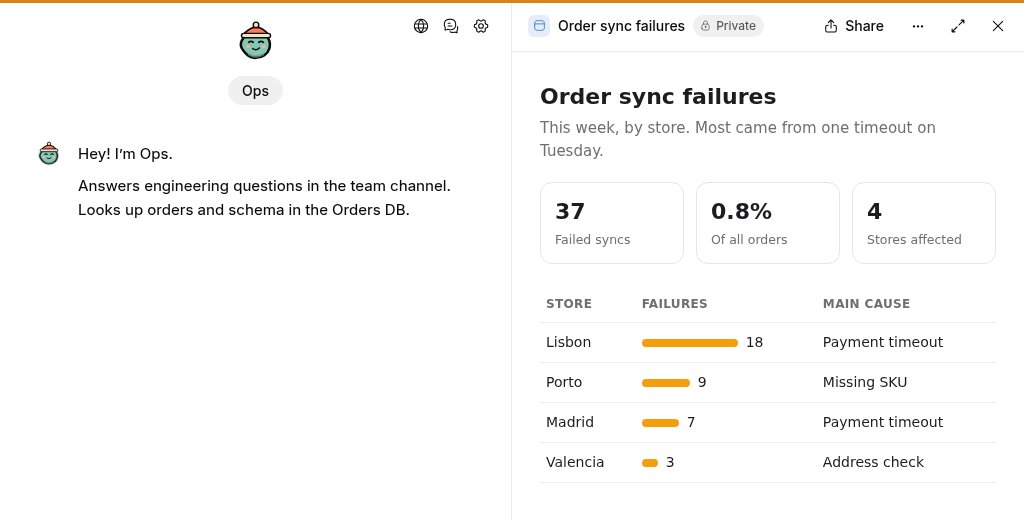 Ops
Hey! I'm Ops.
Answers engineering questions in the team channel.
Looks up orders and schema in the Orders DB.
Order sync failures
Private
Share
Order sync failures
This week, by store. Most came from one timeout on
Tuesday.
37
Failed syncs
0.8%
Of all orders
4
Stores affected
STORE FAILURES MAIN CAUSE
Lisbon 18 Payment timeout
Porto 9 Missing SKU
Madrid 7 Payment timeout
Valencia 3 Address check